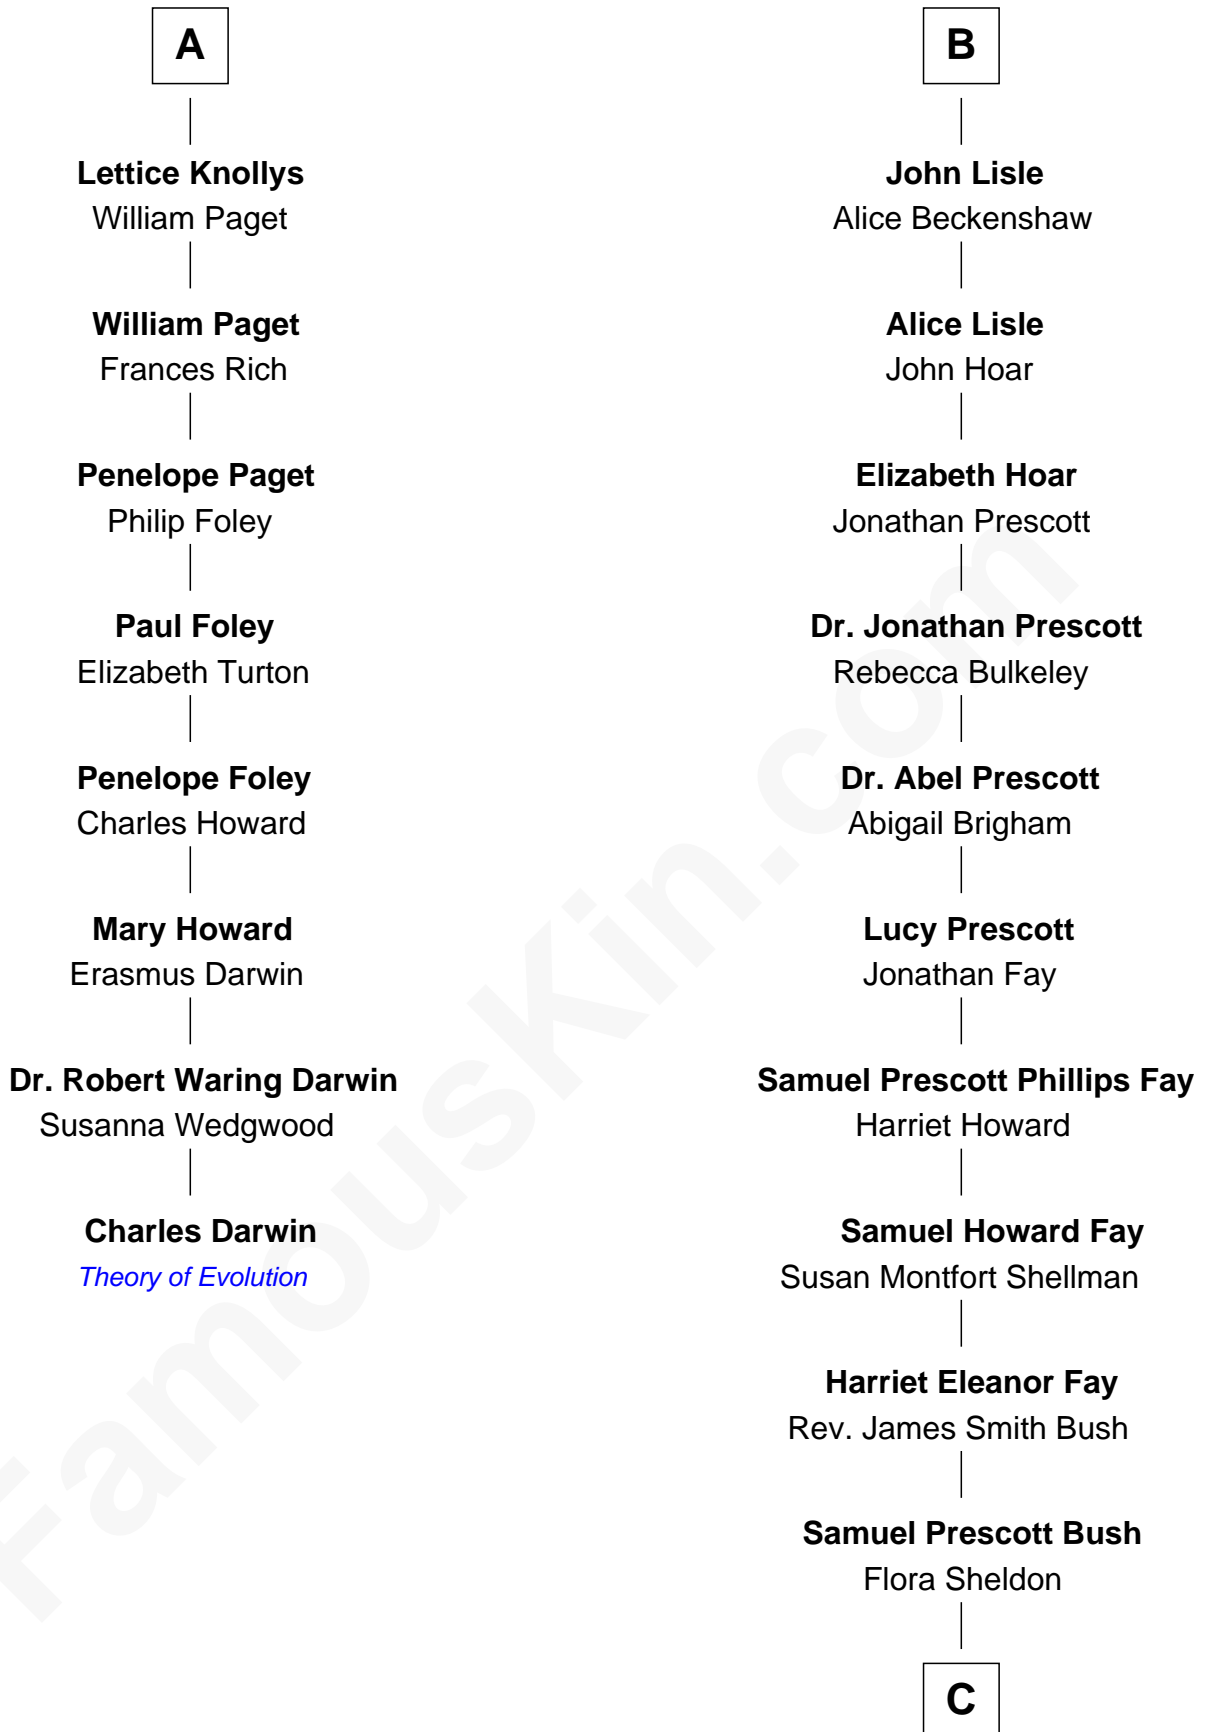 A
Lettice Knollys
William Paget
William Paget
Frances Rich
Penelope Paget
Philip Foley
Paul Foley
Elizabeth Turton
Penelope Foley
Charles Howard
Mary Howard
Erasmus Darwin
Dr. Robert Waring Darwin
Susanna Wedgwood
Charles Darwin
Theory of Evolution
B
John Lisle
Alice Beckenshaw
Alice Lisle
John Hoar
Elizabeth Hoar
Jonathan Prescott
Dr. Jonathan Prescott
Rebecca Bulkeley
Dr. Abel Prescott
Abigail Brigham
Lucy Prescott
Jonathan Fay
Samuel Prescott Phillips Fay
Harriet Howard
Samuel Howard Fay
Susan Montfort Shellman
Harriet Eleanor Fay
Rev. James Smith Bush
Samuel Prescott Bush
Flora Sheldon
C
FamousKin.com